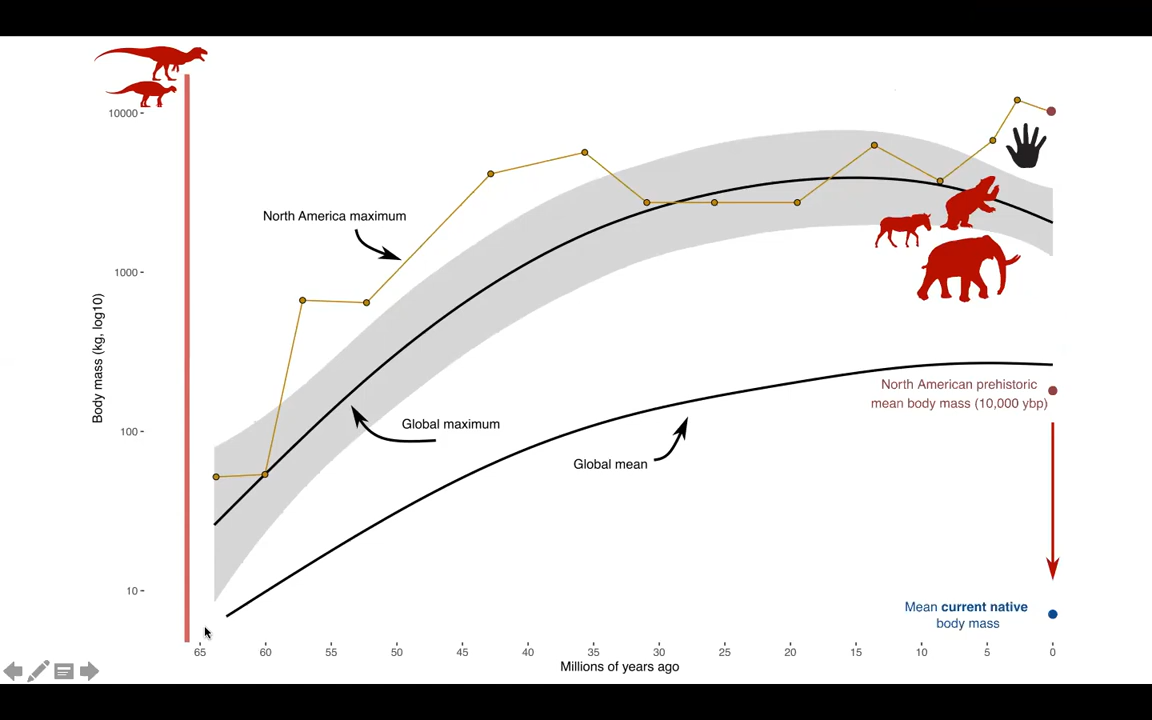 10000
North America maximum
1000
Body mass (kg, log10)
North American prehistoric
mean body mass (10,000 ybp)
Global maximum
100
Global mean
10
Mean current native
body mass
65 60 55 50 45 40 35 30 25 20 15 10 5 0
Millions of years ago